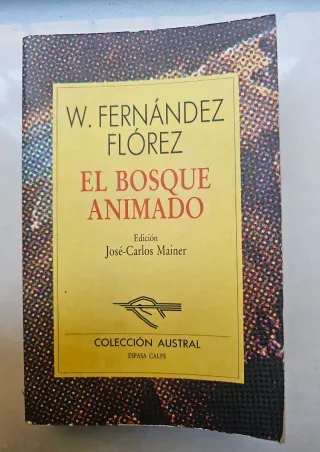 W. FERNÁNDEZ
FLÓREZ
EL BOSQUE
ANIMADO
Edición
José-Carlos Mainer
COLECCIÓN AUSTRAL
ESPASA CALPE